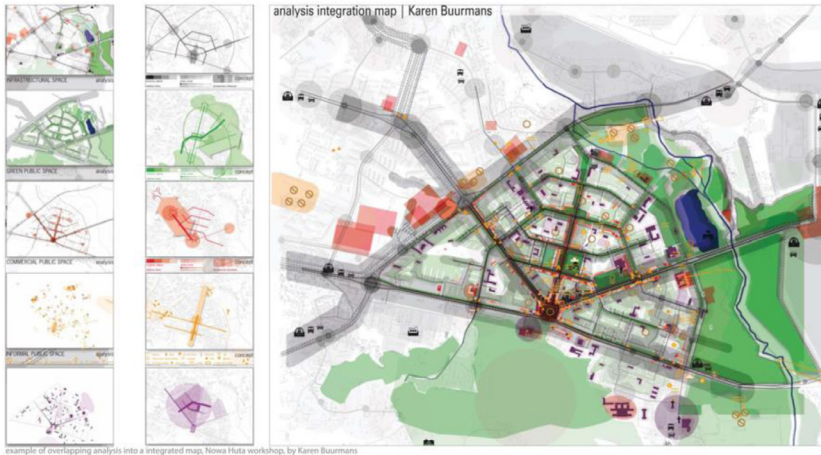 analysis integration map | Karen Buurmans
INFRASTRUCTURAL SPACE analysis
concept
GREEN PUBLIC SPACE analysis
concept
COMMERCIAL PUBLIC SPACE analysis
concept
INFORMAL PUBLIC SPACE analysis
concept
example of overlapping analysis into a integrated map, Nowa Huta workshop, by Karen Buurmans